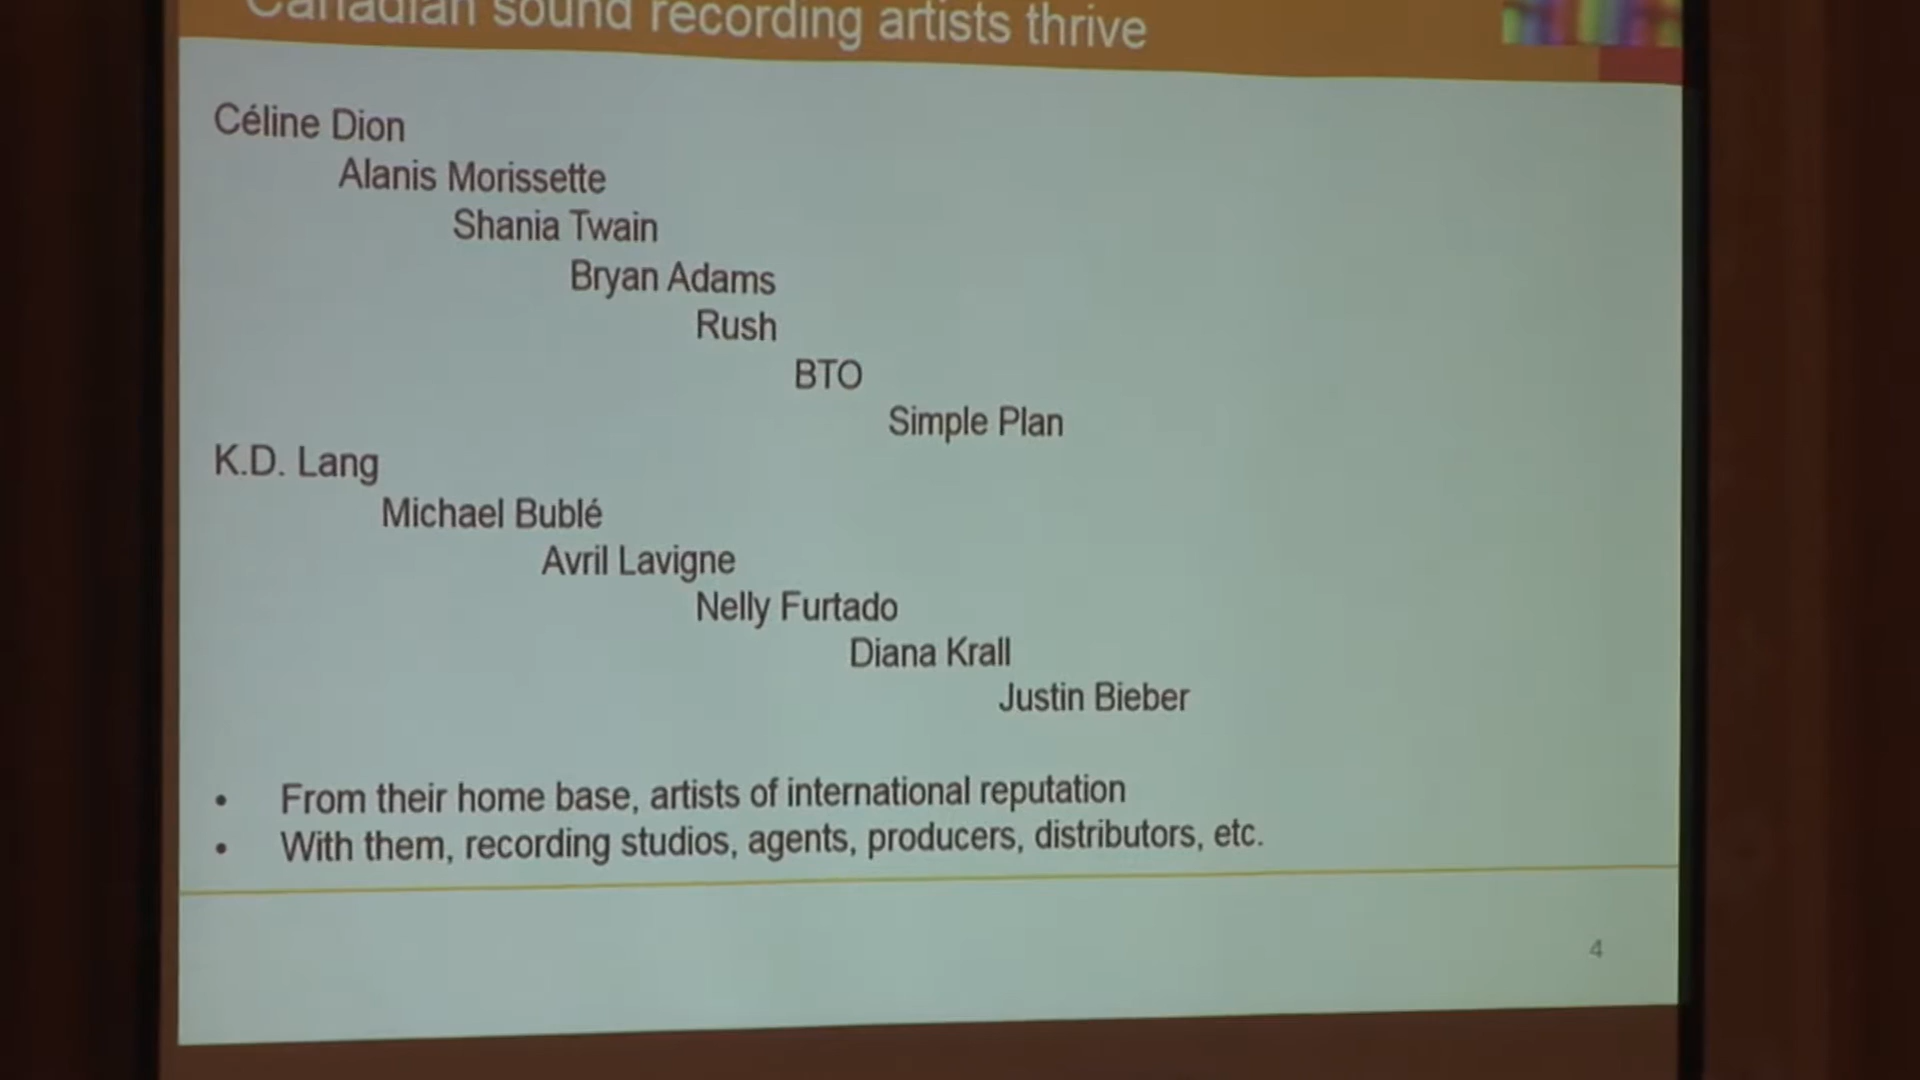 Canadian sound recording artists thrive
Céline Dion
Alanis Morissette
Shania Twain
Bryan Adams
Rush
BTO
Simple Plan
K.D. Lang
Michael Bublé
Avril Lavigne
Nelly Furtado
Diana Krall
Justin Bieber
• From their home base, artists of international reputation
• With them, recording studios, agents, producers, distributors, etc.
4